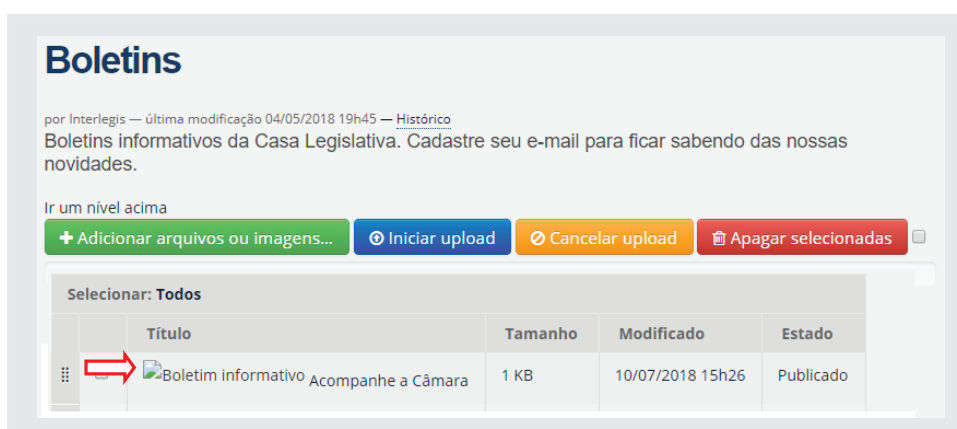 Boletins
por Interlegis — última modificação 04/05/2018 19h45 — Histórico
Boletins informativos da Casa Legislativa. Cadastre seu e-mail para ficar sabendo das nossas
novidades.
Ir um nível acima
Adicionar arquivos ou imagens... Iniciar upload Cancelar upload Apagar selecionadas
Selecionar: Todos
Título Tamanho Modificado Estado
Boletim informativo Acompanhe a Câmara 1 KB 10/07/2018 15h26 Publicado